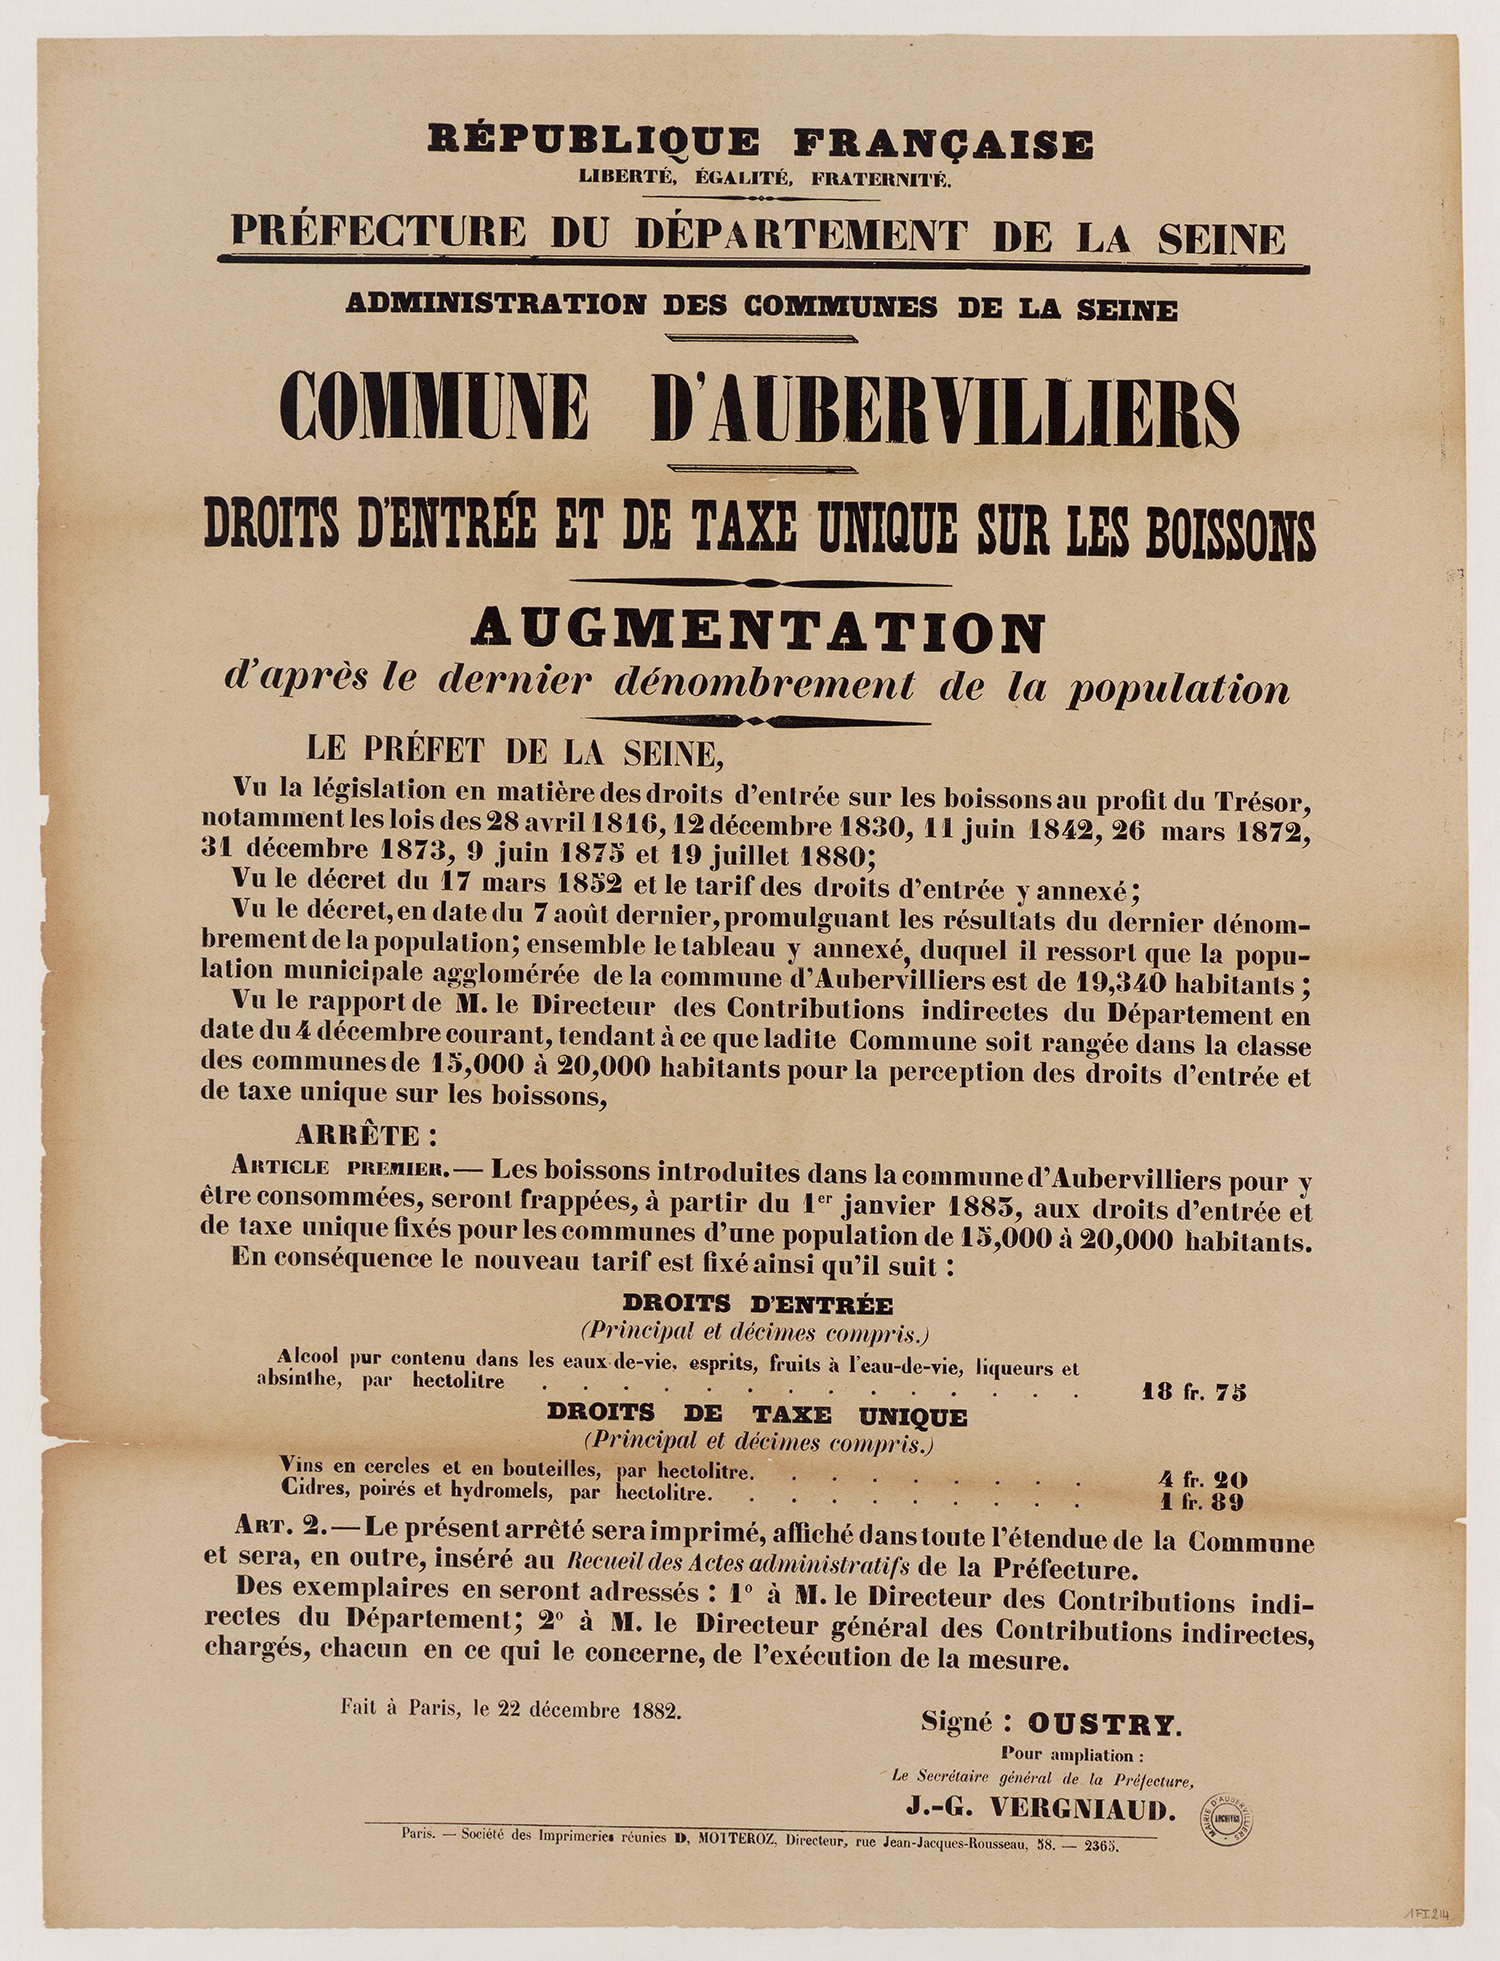 RÉPUBLIQUE FRANÇAISE
LIBERTÉ, ÉGALITÉ, FRATERNITÉ.
PRÉFECTURE DU DÉPARTEMENT DE LA SEINE
ADMINISTRATION DES COMMUNES DE LA SEINE
COMMUNE D'AUBERVILLIERS
DROITS D'ENTRÉE ET DE TAXE UNIQUE SUR LES BOISSONS
AUGMENTATION
d'après le dernier dénombrement de la population
LE PRÉFET DE LA SEINE,
Vu la législation en matière des droits d'entrée sur les boissons au profit du Trésor,
notamment les lois des 28 avril 1816, 12 décembre 1830, 11 juin 1842, 26 mars 1872,
31 décembre 1873, 9 juin 1875 et 19 juillet 1880;
Vu le décret du 17 mars 1852 et le tarif des droits d'entrée y annexé;
Vu le décret, en date du 7 août dernier, promulguant les résultats du dernier dénom-
brement de la population; ensemble le tableau y annexé, duquel il ressort que la popu-
lation municipale agglomérée de la commune d'Aubervilliers est de 19,340 habitants;
Vu le rapport de M. le Directeur des Contributions indirectes du Département en
date du 4 décembre courant, tendant à ce que ladite Commune soit rangée dans la classe
des communes de 15,000 à 20,000 habitants pour la perception des droits d'entrée et
de taxe unique sur les boissons,
ARRÊTE :
ARTICLE PREMIER. — Les boissons introduites dans la commune d'Aubervilliers pour y
être consommées, seront frappées, à partir du 1er janvier 1883, aux droits d'entrée et
de taxe unique fixés pour les communes d'une population de 15,000 à 20,000 habitants.
En conséquence le nouveau tarif est fixé ainsi qu'il suit :
DROITS D'ENTRÉE
(Principal et décimes compris.)
Alcool pur contenu dans les eaux-de-vie, esprits, fruits à l'eau-de-vie, liqueurs et
absinthe, par hectolitre . . . . . . . . . . . . . . 18 fr. 75
DROITS DE TAXE UNIQUE
(Principal et décimes compris.)
Vins en cercles et en bouteilles, par hectolitre. . . . . . . . . 4 fr. 20
Cidres, poirés et hydromels, par hectolitre. . . . . . . . . . 1 fr. 89
ART. 2. — Le présent arrêté sera imprimé, affiché dans toute l'étendue de la Commune
et sera, en outre, inséré au Recueil des Actes administratifs de la Préfecture.
Des exemplaires en seront adressés : 1° à M. le Directeur des Contributions indi-
rectes du Département; 2° à M. le Directeur général des Contributions indirectes,
chargés, chacun en ce qui le concerne, de l'exécution de la mesure.
Fait à Paris, le 22 décembre 1882.
Signé : OUSTRY.
Pour ampliation :
Le Secrétaire général de la Préfecture,
J.-G. VERGNIAUD.
MAIRIE D'AUBERVILLIERS
ARCHIVES
Paris. — Société des Imprimeries réunies D, MOTTEROZ, Directeur, rue Jean-Jacques-Rousseau, 58. — 2365.
1FI214